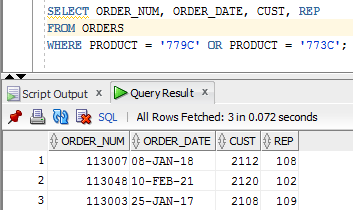 SELECT ORDER_NUM, ORDER_DATE, CUST, REP
FROM ORDERS
WHERE PRODUCT = '779C' OR PRODUCT = '773C';
Script Output x Query Result x
SQL | All Rows Fetched: 3 in 0.072 seconds
ORDER_NUM ORDER_DATE CUST REP
1 113007 08-JAN-18 2112 108
2 113048 10-FEB-21 2120 102
3 113003 25-JAN-17 2108 109